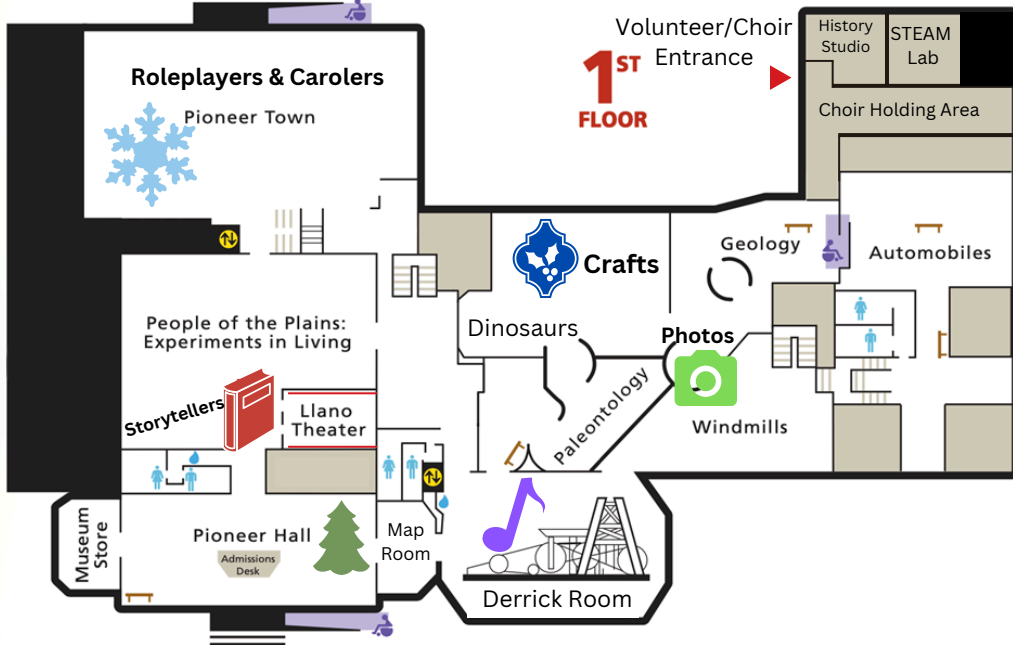 Volunteer/Choir
Entrance
1ST
FLOOR
History
Studio
STEAM
Lab
Choir Holding Area
Roleplayers & Carolers
Pioneer Town
Crafts
Geology
Automobiles
People of the Plains:
Experiments in Living
Dinosaurs
Photos
Storytellers
Llano
Theater
Paleontology
Windmills
Museum
Store
Pioneer Hall
Admissions
Desk
Map
Room
Derrick Room